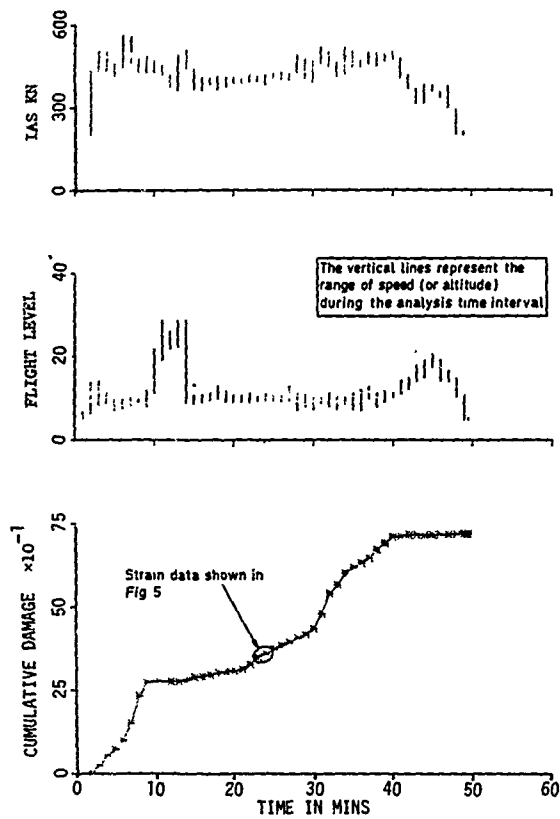 600
300
0
LAS KN
The vertical lines represent the
range of speed (or altitude)
during the analysis time interval
40
20
10
0
FLIGHT LEVEL
75
50
25
0
CUMULATIVE DAMAGE ×10⁻¹
Strain data shown in
Fig 5
0 10 20 30 40 50 60
TIME IN MINS